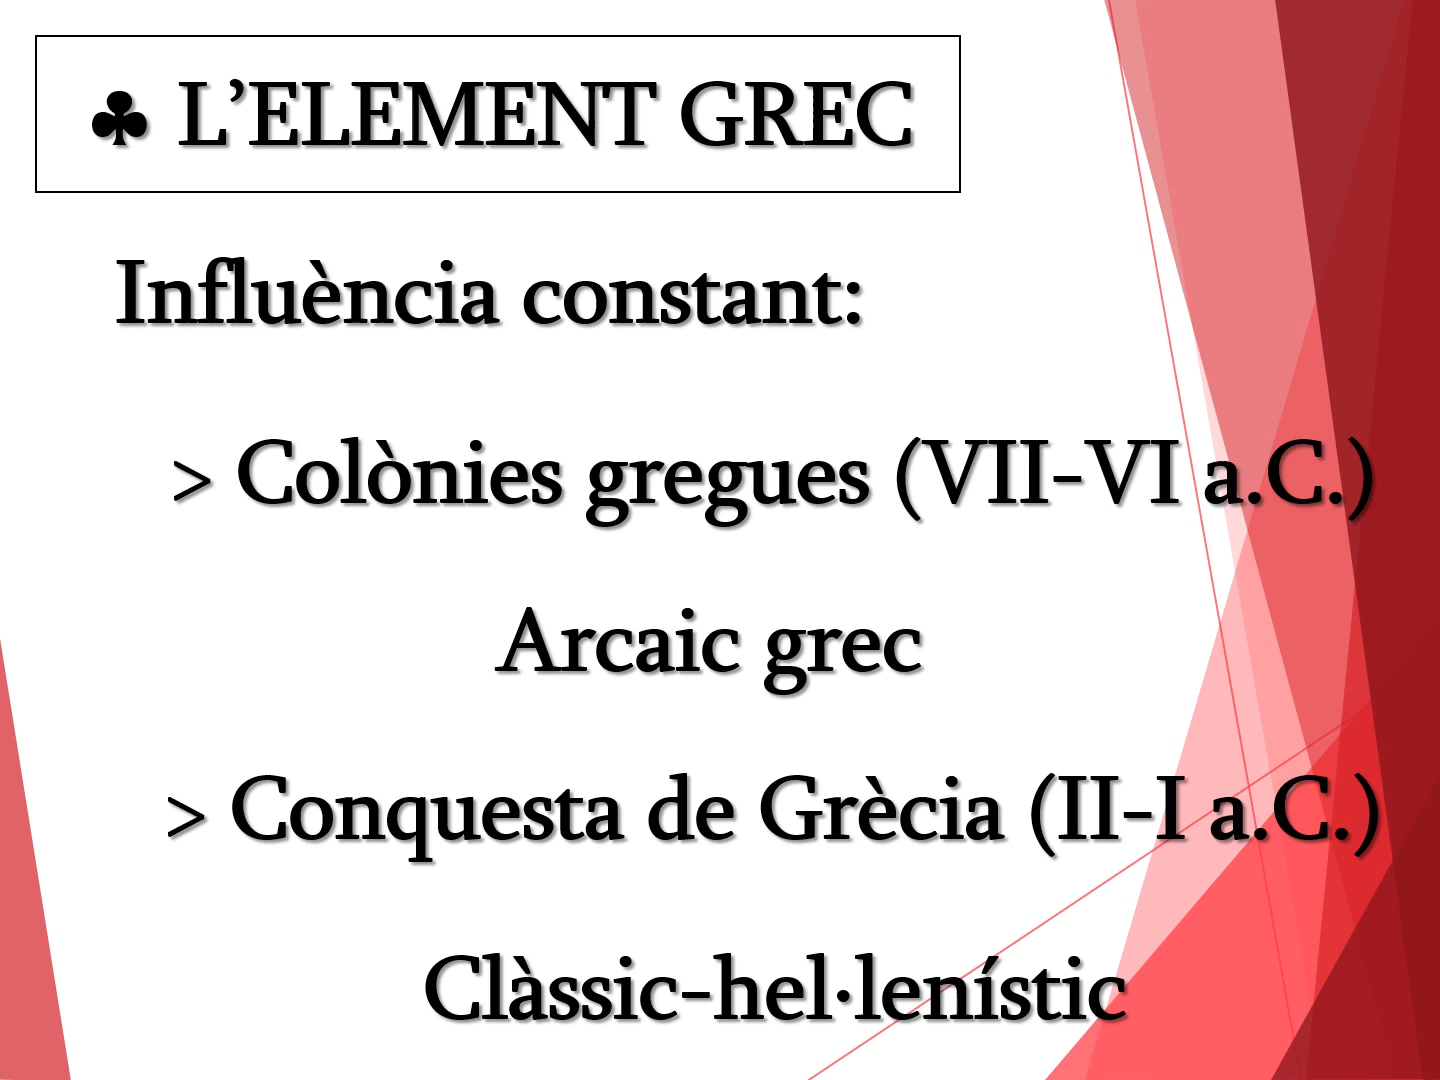 ♣ L’ELEMENT GREC
Influència constant:
> Colònies gregues (VII-VI a.C.)
Arcaic grec
> Conquesta de Grècia (II-I a.C.)
Clàssic-hel·lenístic